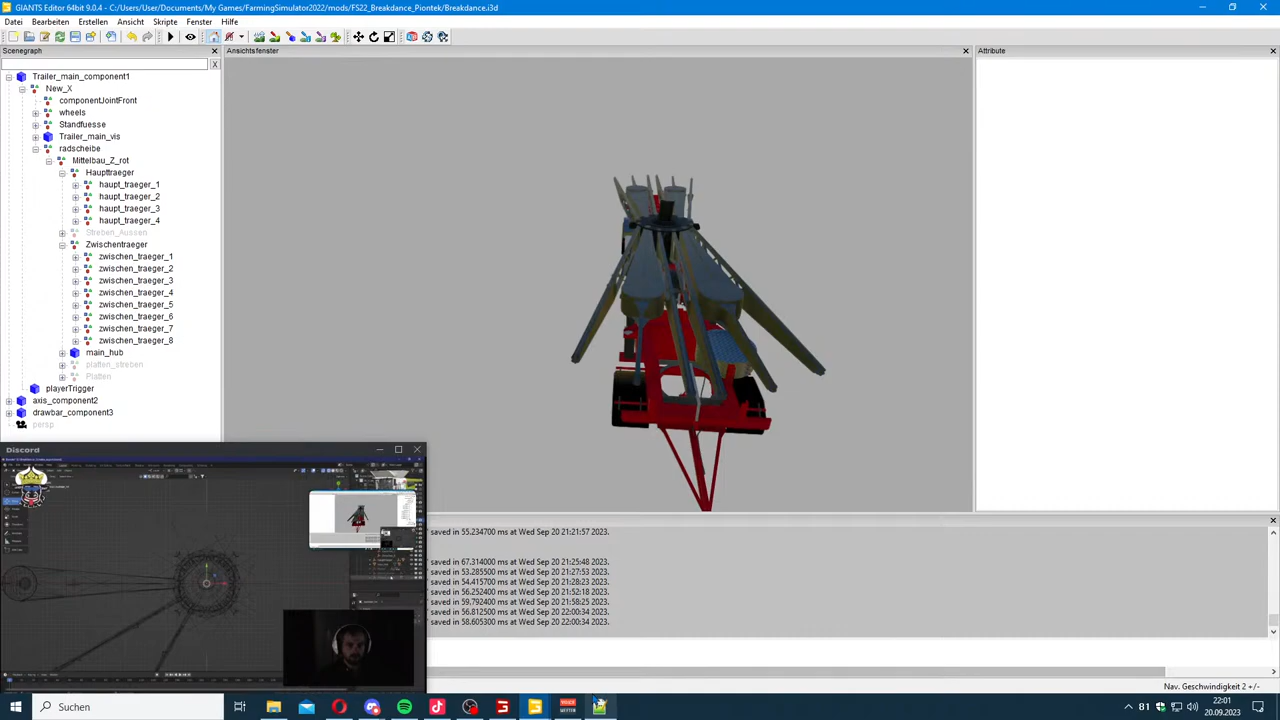 GIANTS Editor 64bit 9.0.4 - C:/Users/User/Documents/My Games/FarmingSimulator2022/mods/FS22_Breakdance_Piontek/Breakdance.i3d
Datei Bearbeiten Erstellen Ansicht Skripte Fenster Hilfe
Scenegraph
Ansichtsfenster
Attribute
X
Trailer_main_component1
New_X
componentJointFront
wheels
Standfuesse
Trailer_main_vis
radscheibe
Mittelbau_Z_rot
Haupttraeger
haupt_traeger_1
haupt_traeger_2
haupt_traeger_3
haupt_traeger_4
Streben_Aussen
Zwischentraeger
zwischen_traeger_1
zwischen_traeger_2
zwischen_traeger_3
zwischen_traeger_4
zwischen_traeger_5
zwischen_traeger_6
zwischen_traeger_7
zwischen_traeger_8
main_hub
platten_streben
Platten
playerTrigger
axis_component2
drawbar_component3
persp
Discord
saved in 55.234700 ms at Wed Sep 20 21:21:57 2023.
saved in 67.314000 ms at Wed Sep 20 21:25:48 2023.
saved in 53.285500 ms at Wed Sep 20 21:27:53 2023.
saved in 54.415700 ms at Wed Sep 20 21:28:23 2023.
saved in 56.252400 ms at Wed Sep 20 21:52:18 2023.
saved in 59.792400 ms at Wed Sep 20 21:58:25 2023.
saved in 56.812500 ms at Wed Sep 20 22:00:34 2023.
saved in 58.605300 ms at Wed Sep 20 22:00:34 2023.
Nav. Geschwindigkeit 2 +/-
Suchen
22:01
20.09.2023